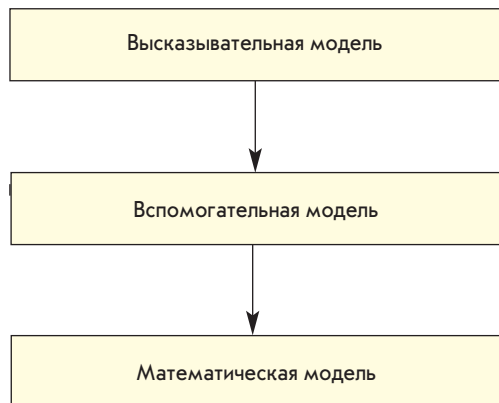 Высказывательная модель
Вспомогательная модель
Математическая модель